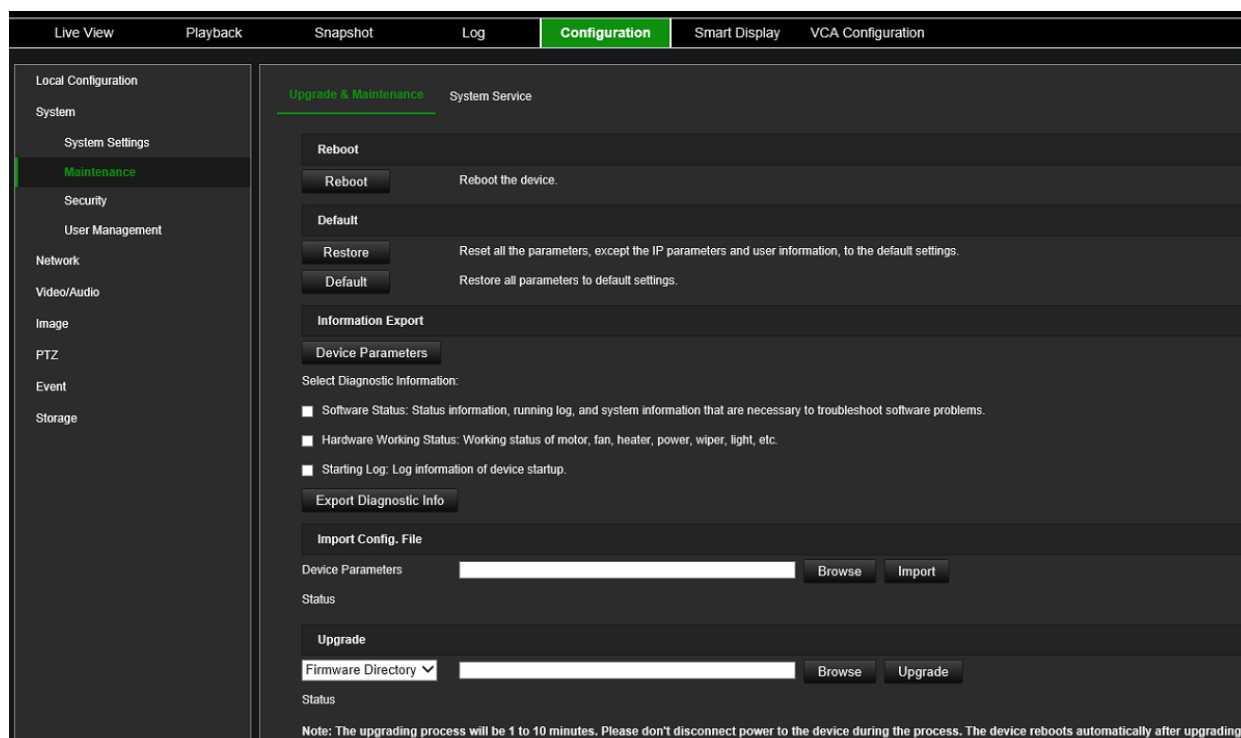 Live View Playback Snapshot Log Configuration Smart Display VCA Configuration
Local Configuration
System
System Settings
Maintenance
Security
User Management
Network
Video/Audio
Image
PTZ
Event
Storage
Upgrade & Maintenance System Service
Reboot
Reboot Reboot the device.
Default
Restore Reset all the parameters, except the IP parameters and user information, to the default settings.
Default Restore all parameters to default settings.
Information Export
Device Parameters
Select Diagnostic Information:
Software Status: Status information, running log, and system information that are necessary to troubleshoot software problems.
Hardware Working Status: Working status of motor, fan, heater, power, wiper, light, etc.
Starting Log: Log information of device startup.
Export Diagnostic Info
Import Config. File
Device Parameters Browse Import
Status
Upgrade
Firmware Directory Browse Upgrade
Status
Note: The upgrading process will be 1 to 10 minutes. Please don't disconnect power to the device during the process. The device reboots automatically after upgrading